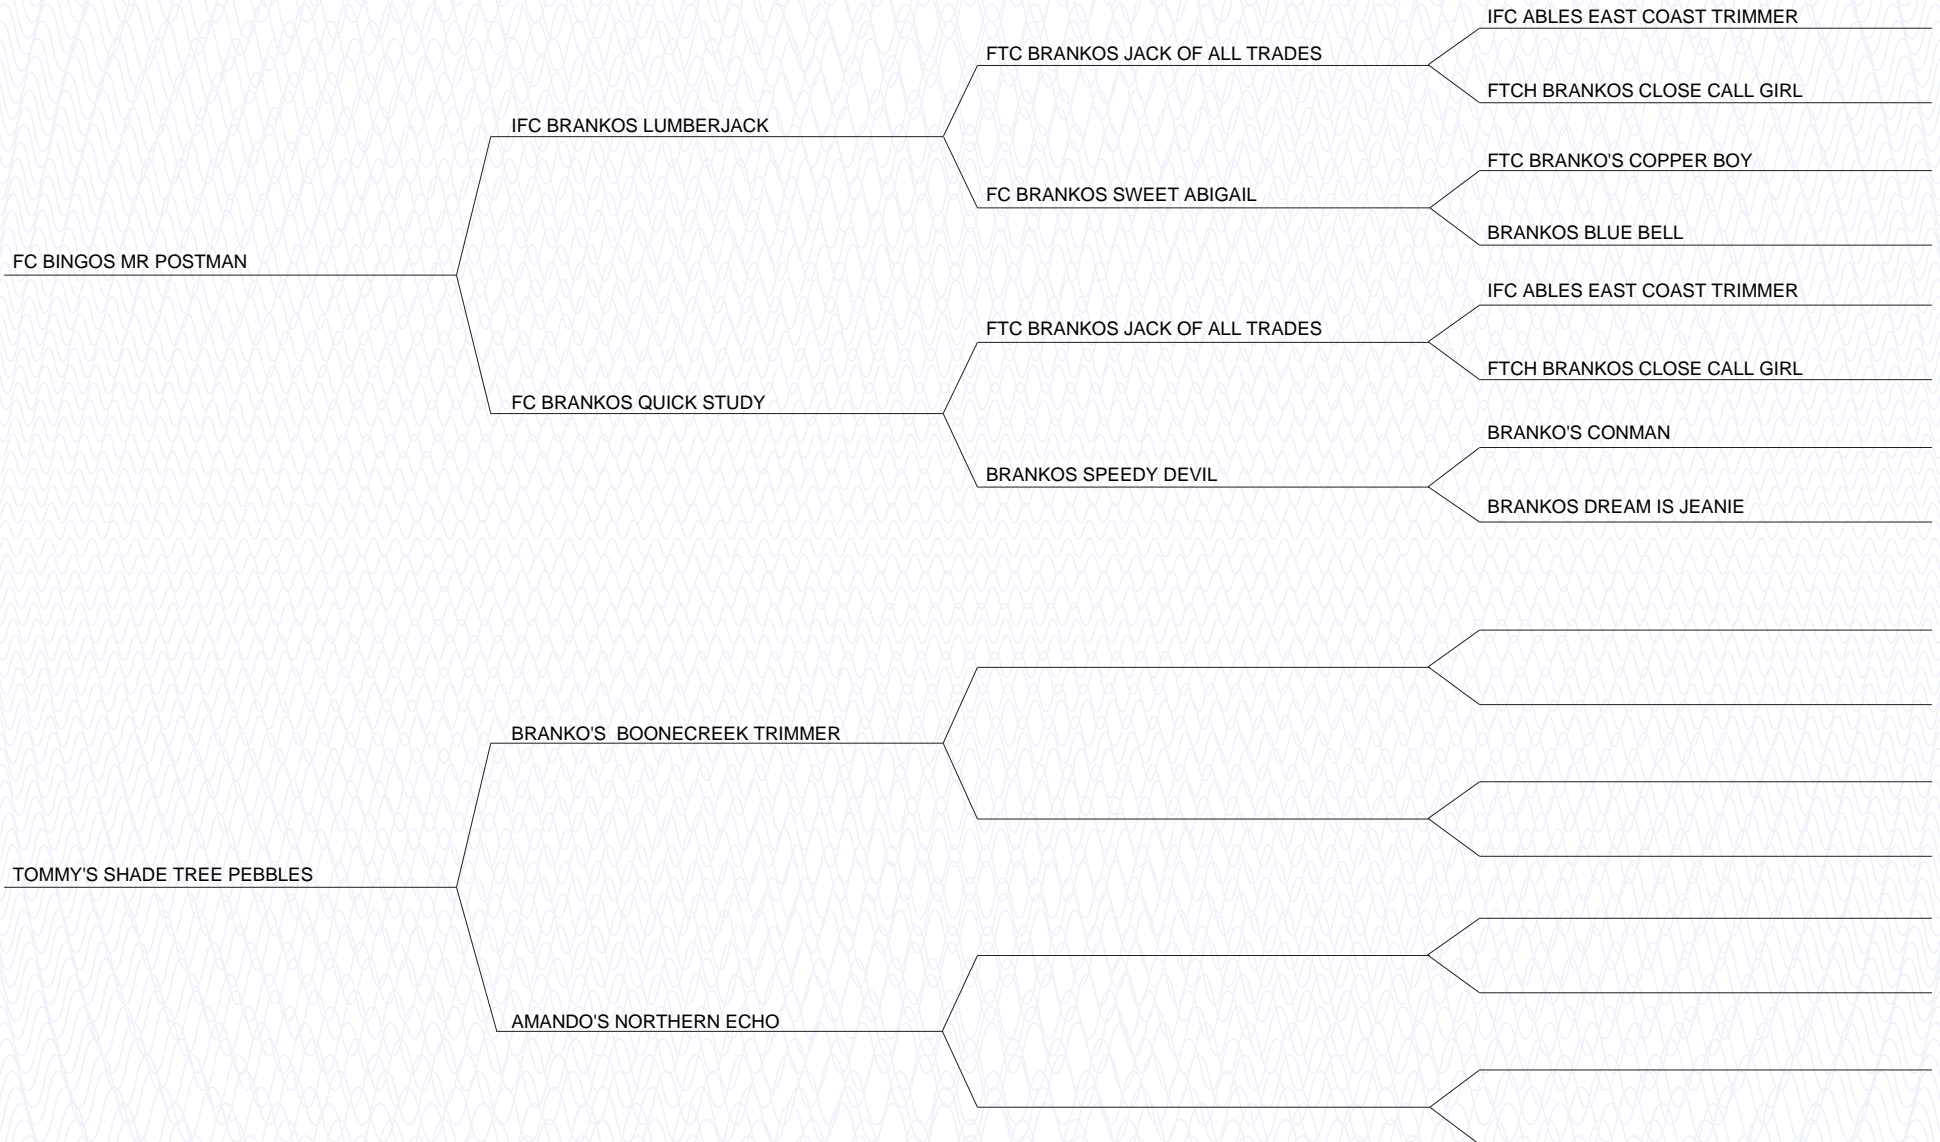 IFC ABLES EAST COAST TRIMMER
FTC BRANKOS JACK OF ALL TRADES
FTCH BRANKOS CLOSE CALL GIRL
IFC BRANKOS LUMBERJACK
FTC BRANKO'S COPPER BOY
FC BRANKOS SWEET ABIGAIL
BRANKOS BLUE BELL
FC BINGOS MR POSTMAN
IFC ABLES EAST COAST TRIMMER
FTC BRANKOS JACK OF ALL TRADES
FTCH BRANKOS CLOSE CALL GIRL
FC BRANKOS QUICK STUDY
BRANKO'S CONMAN
BRANKOS SPEEDY DEVIL
BRANKOS DREAM IS JEANIE
BRANKO'S  BOONECREEK TRIMMER
TOMMY'S SHADE TREE PEBBLES
AMANDO'S NORTHERN ECHO